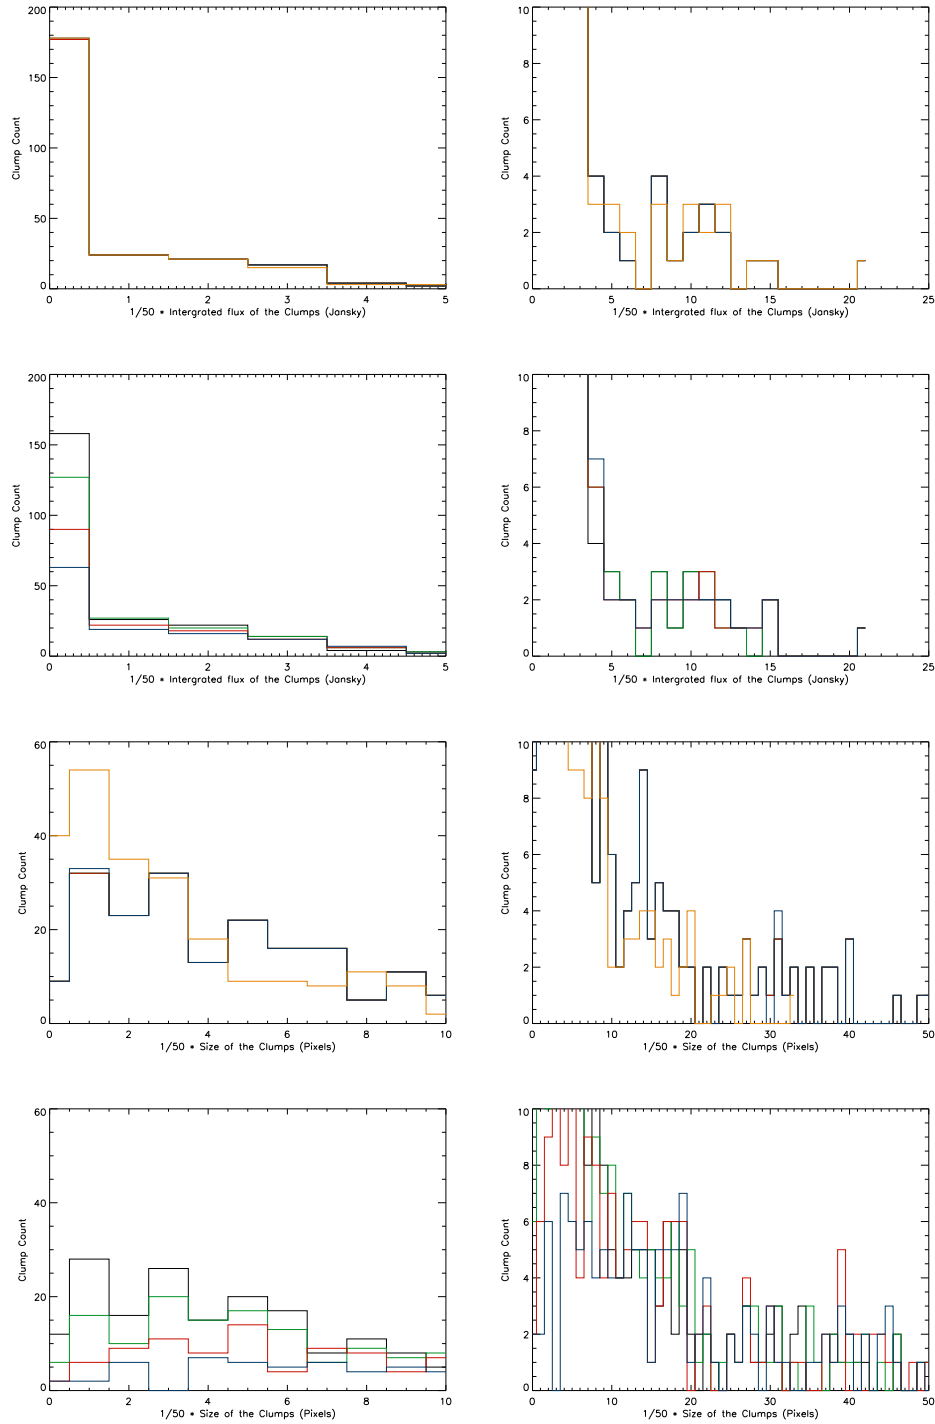 200
150
100
50
0
Clump Count
0 1 2 3 4 5
1/50 * Intergrated flux of the Clumps (Jansky)
10
8
6
4
2
0
Clump Count
0 5 10 15 20 25
1/50 * Intergrated flux of the Clumps (Jansky)
200
150
100
50
0
Clump Count
0 1 2 3 4 5
1/50 * Intergrated flux of the Clumps (Jansky)
10
8
6
4
2
0
Clump Count
0 5 10 15 20 25
1/50 * Intergrated flux of the Clumps (Jansky)
60
40
20
0
Clump Count
0 2 4 6 8 10
1/50 * Size of the Clumps (Pixels)
10
8
6
4
2
0
Clump Count
0 10 20 30 40 50
1/50 * Size of the Clumps (Pixels)
60
40
20
0
Clump Count
0 2 4 6 8 10
1/50 * Size of the Clumps (Pixels)
10
8
6
4
2
0
Clump Count
0 10 20 30 40 50
1/50 * Size of the Clumps (Pixels)